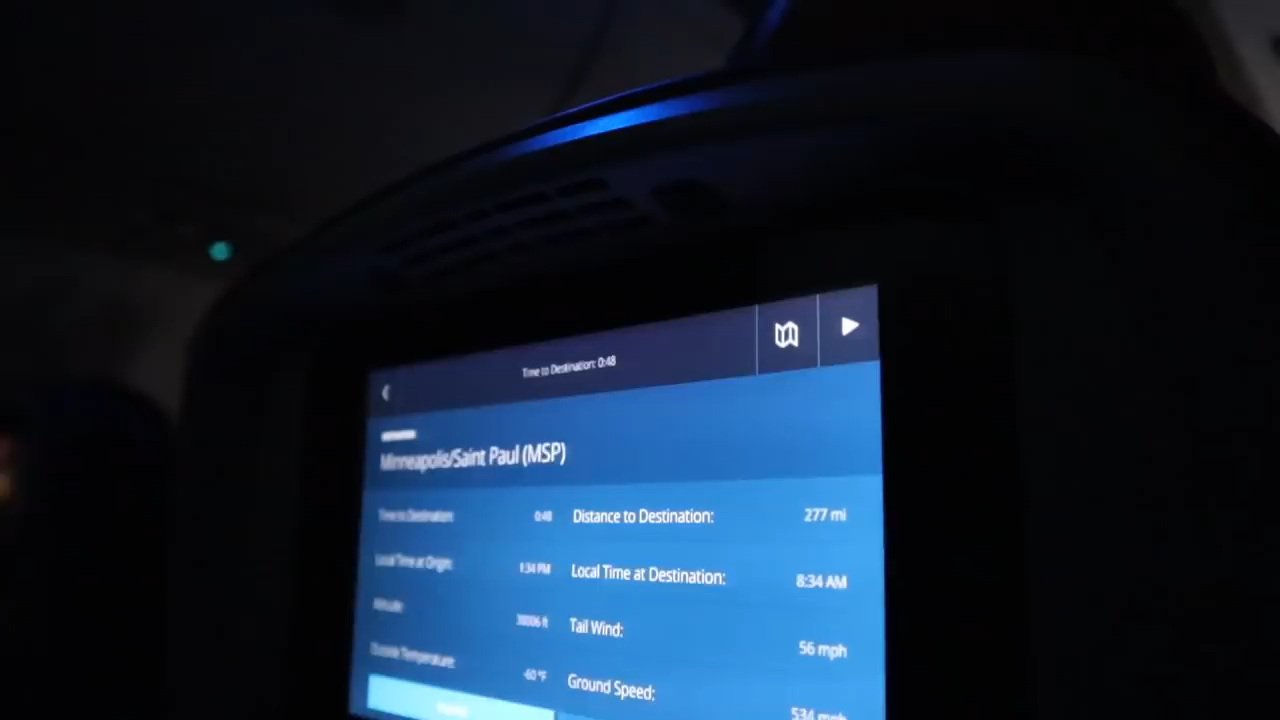 Time to Destination: 0:48
Minneapolis/Saint Paul (MSP)
Time to Destination: 0:48
Distance to Destination: 277 mi
Local Time at Origin: :34 PM
Local Time at Destination: 8:34 AM
Altitude: ft
Tail Wind: 56 mph
Outside Temperature: -60 °F
Ground Speed: 534 mph